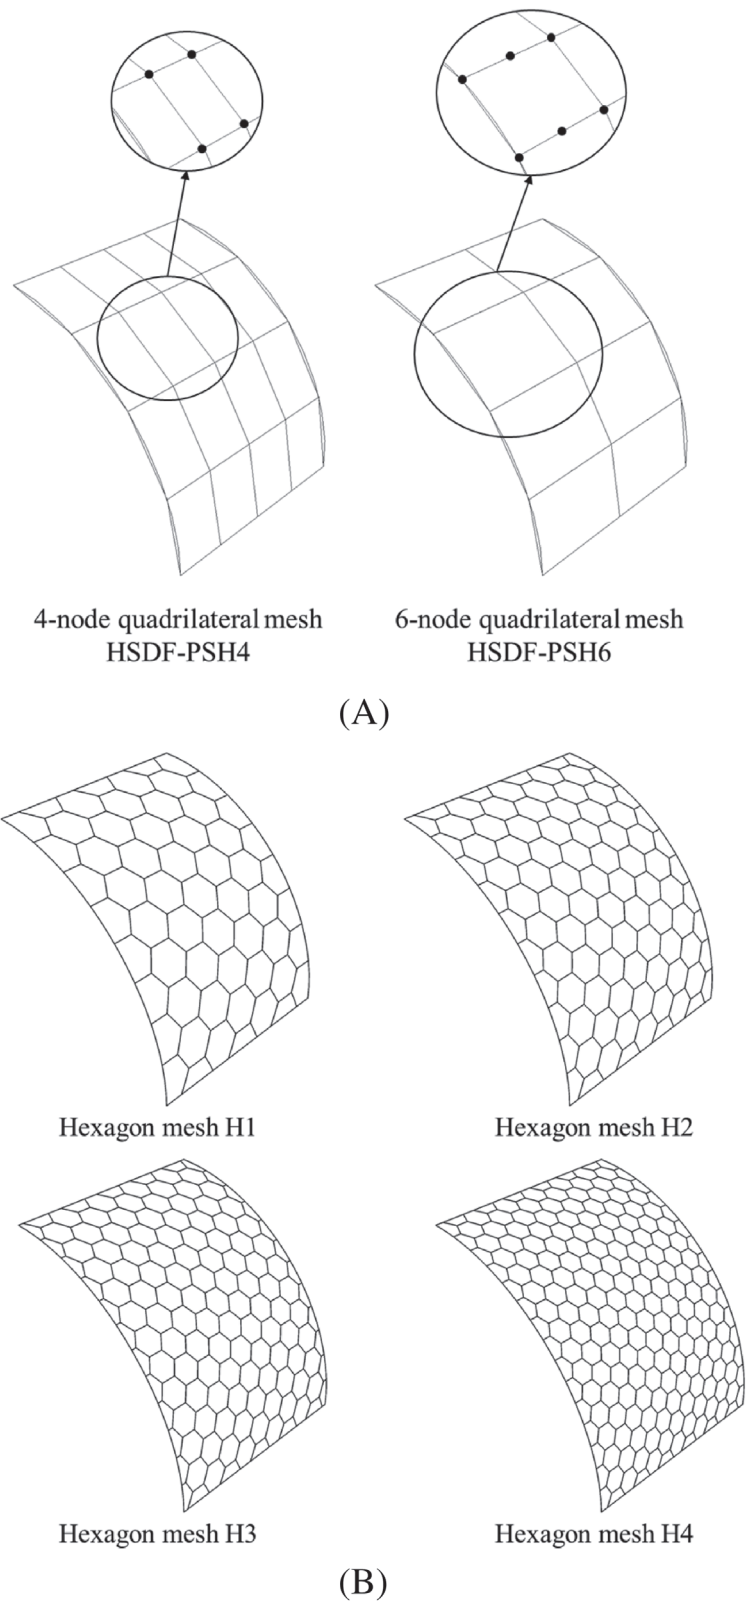 4-node quadrilateral mesh
HSDF-PSH4
6-node quadrilateral mesh
HSDF-PSH6
(A)
Hexagon mesh H1
Hexagon mesh H2
Hexagon mesh H3
Hexagon mesh H4
(B)